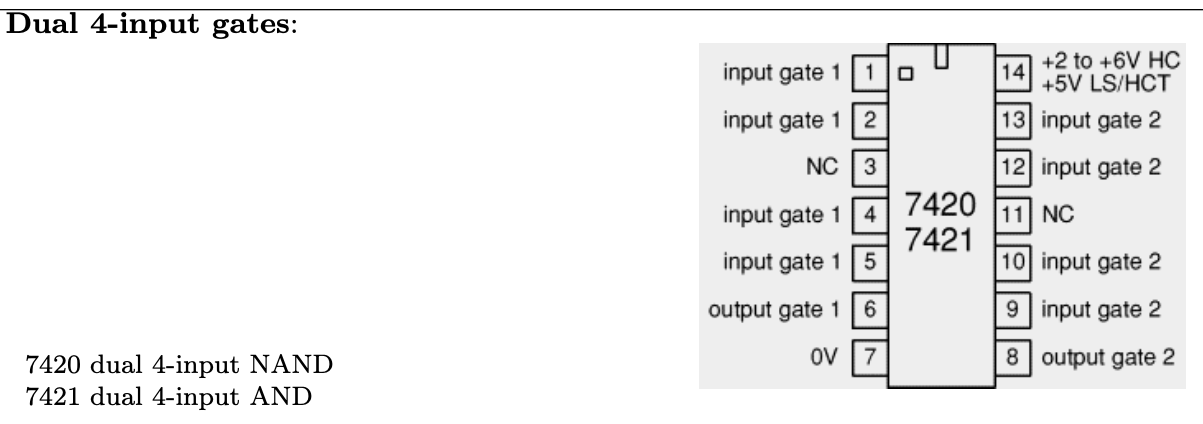 Dual 4-input gates:
input gate 1 1
input gate 1 2
NC 3
input gate 1 4
input gate 1 5
output gate 1 6
0V 7
7420
7421
14 +2 to +6V HC
+5V LS/HCT
13 input gate 2
12 input gate 2
11 NC
10 input gate 2
9 input gate 2
8 output gate 2
7420 dual 4-input NAND
7421 dual 4-input AND